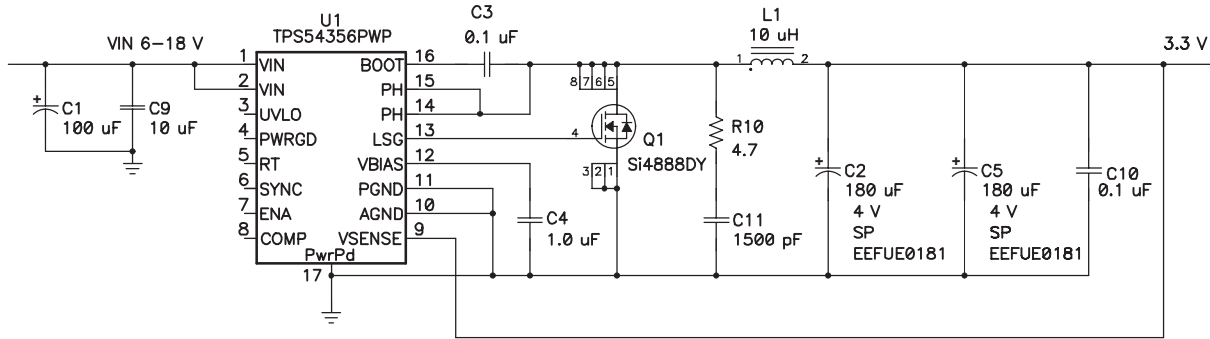 VIN 6–18 V
C1
100 uF
C9
10 uF
U1
TPS54356PWP
1 VIN
2 VIN
3 UVLO
4 PWRGD
5 RT
6 SYNC
7 ENA
8 COMP
BOOT 16
PH 15
PH 14
LSG 13
VBIAS 12
PGND 11
AGND 10
VSENSE 9
PwrPd
17
C3
0.1 uF
C4
1.0 uF
8 7 6 5
4
3 2 1
Q1
Si4888DY
R10
4.7
C11
1500 pF
L1
10 uH
1 2
C2
180 uF
4 V
SP
EEFUE0181
C5
180 uF
4 V
SP
EEFUE0181
C10
0.1 uF
3.3 V